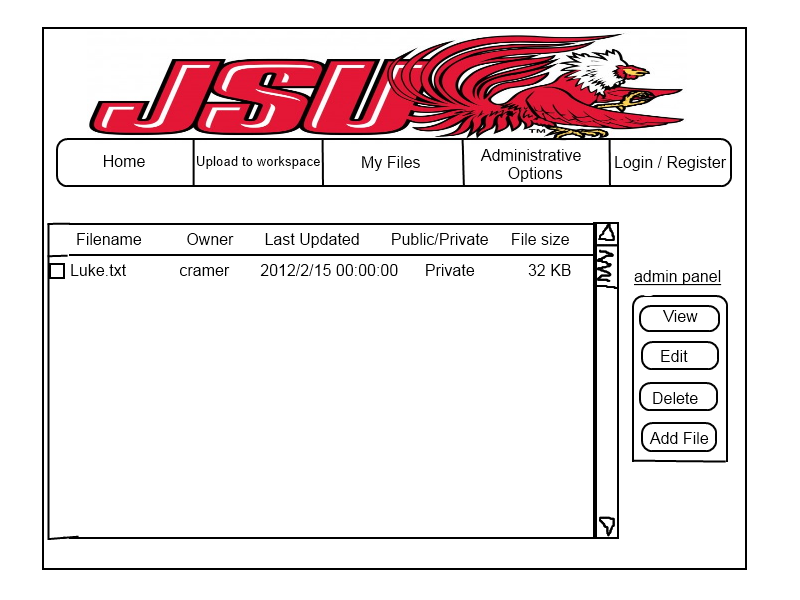 JSU
TM
Home Upload to workspace My Files Administrative Options Login / Register
Filename Owner Last Updated Public/Private File size
Luke.txt cramer 2012/2/15 00:00:00 Private 32 KB
admin panel
View
Edit
Delete
Add File